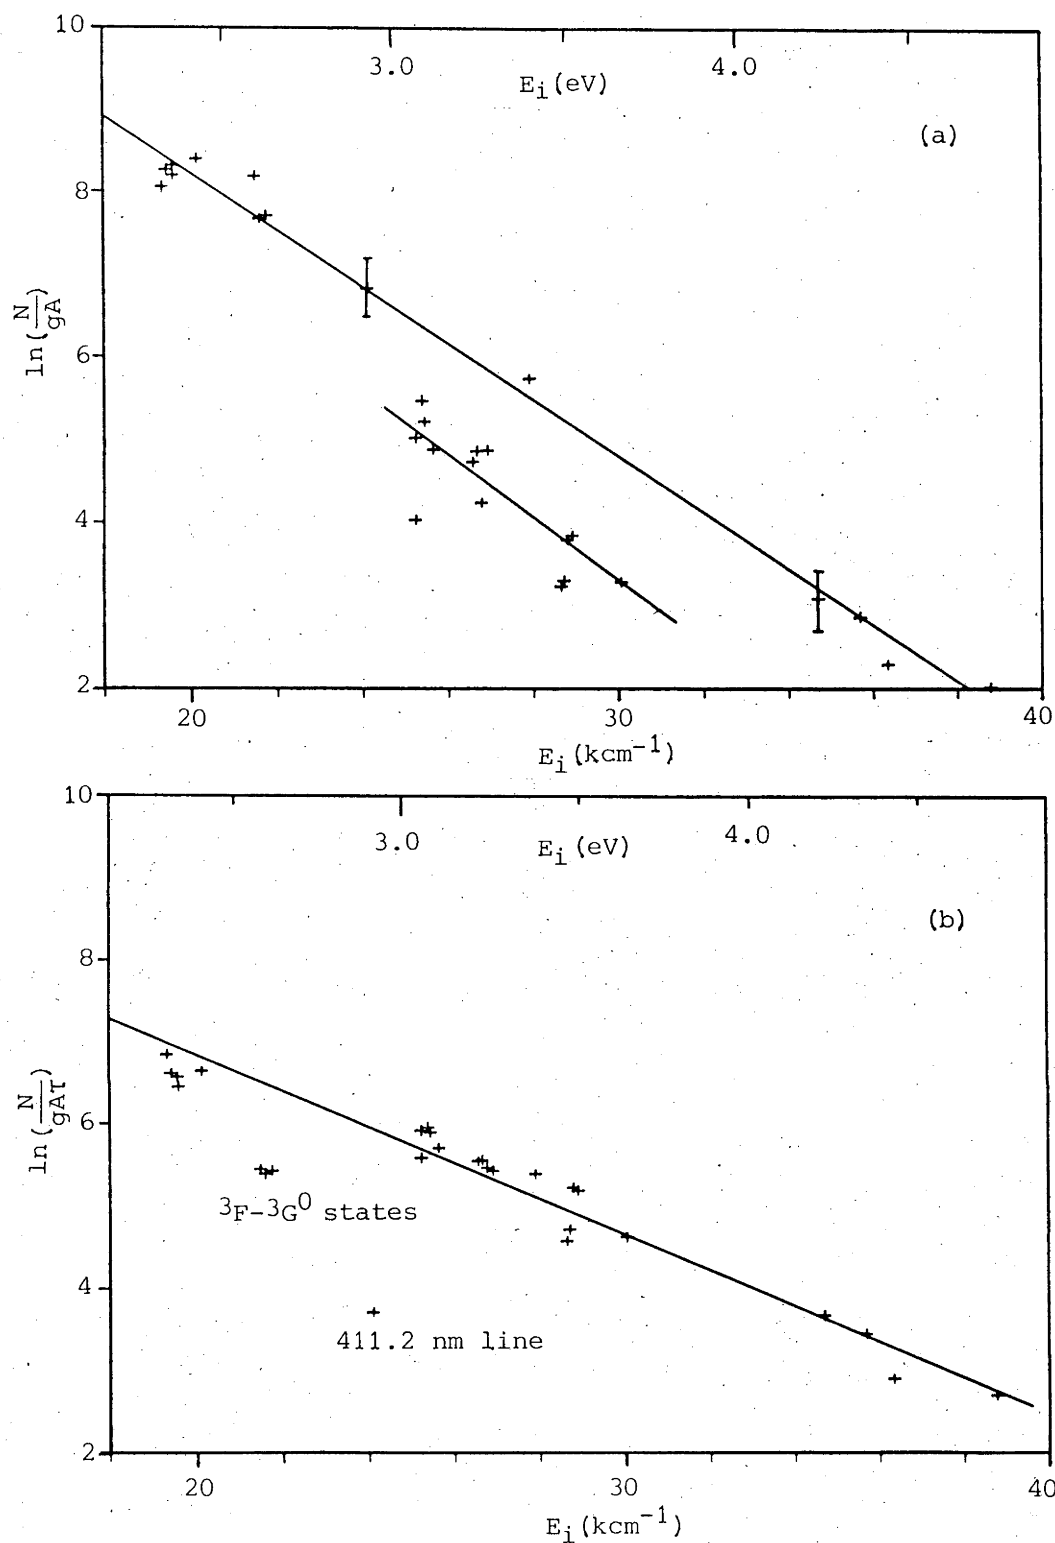 10
3.0
4.0
E_i(eV)
(a)
8
ln(N/gA)
6
4
2
20
30
40
E_i(kcm⁻¹)
10
3.0
4.0
E_i(eV)
(b)
8
ln(N/gAτ)
6
³F-³G⁰ states
4
411.2 nm line
2
20
30
40
E_i(kcm⁻¹)